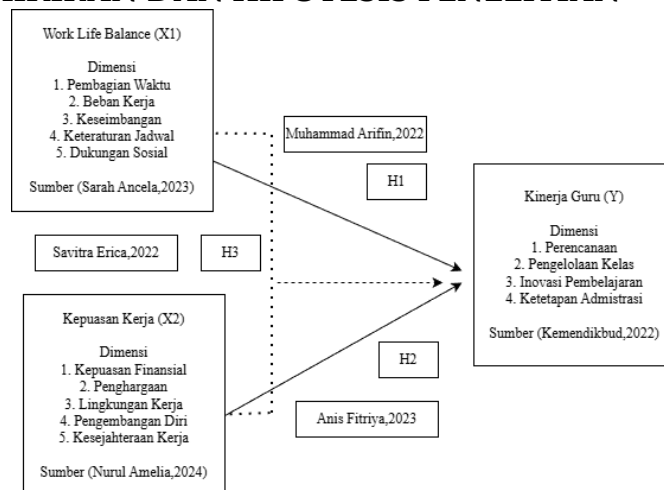 Work Life Balance (X1)
Dimensi
1. Pembagian Waktu
2. Beban Kerja
3. Keseimbangan
4. Keteraturan Jadwal
5. Dukungan Sosial
Sumber (Sarah Ancela,2023)
Muhammad Arifin,2022
H1
Savitra Erica,2022
H3
Kinerja Guru (Y)
Dimensi
1. Perencanaan
2. Pengelolaan Kelas
3. Inovasi Pembelajaran
4. Ketetapan Admistrasi
Sumber (Kemendikbud,2022)
Kepuasan Kerja (X2)
Dimensi
1. Kepuasan Finansial
2. Penghargaan
3. Lingkungan Kerja
4. Pengembangan Diri
5. Kesejahteraan Kerja
Sumber (Nurul Amelia,2024)
H2
Anis Fitriya,2023